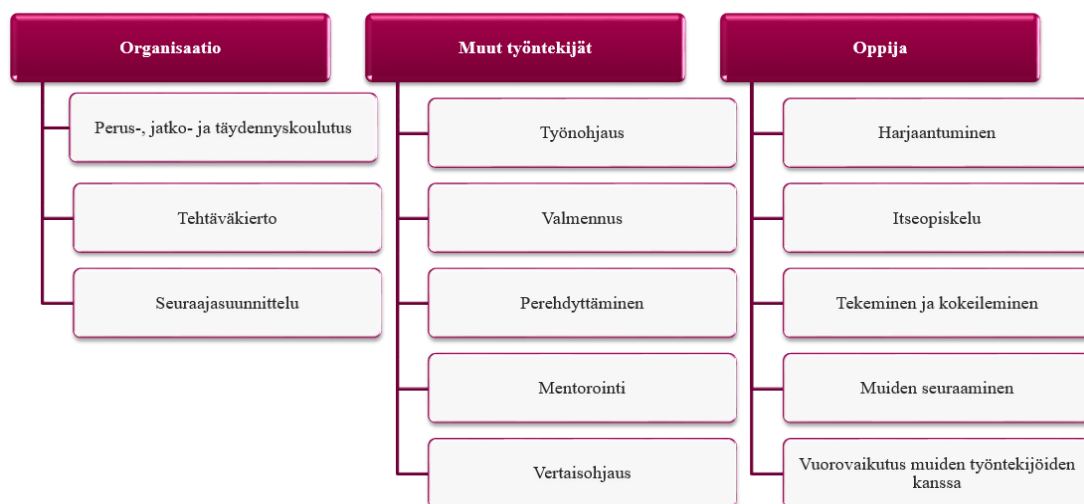 Organisaatio
Perus-, jatko- ja täydennyskoulutus
Tehtäväkierto
Seuraajasuunnittelu
Muut työntekijät
Työnohjaus
Valmennus
Perehdyttäminen
Mentorointi
Vertaisohjaus
Oppija
Harjaantuminen
Itseopiskelu
Tekeminen ja kokeileminen
Muiden seuraaminen
Vuorovaikutus muiden työntekijöiden
kanssa